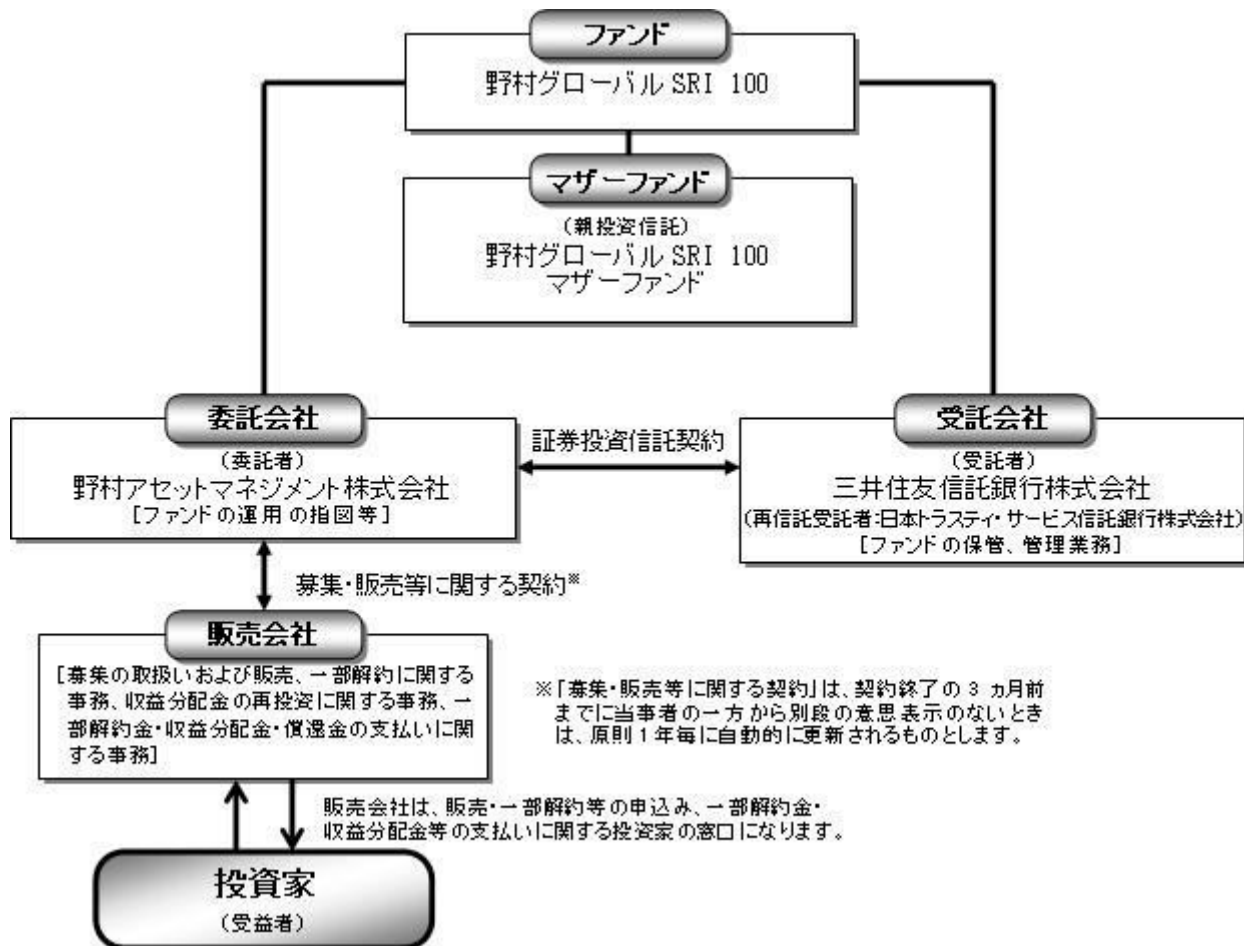 ファンド
野村グローバル SRI 100
マザーファンド
(親投資信託)
野村グローバル SRI 100
マザーファンド
委託会社
(委託者)
野村アセットマネジメント株式会社
[ファンドの運用の指図等]
証券投資信託契約
受託会社
(受託者)
三井住友信託銀行株式会社
(再信託受託者:日本トラスティ・サービス信託銀行株式会社)
[ファンドの保管、管理業務]
募集・販売等に関する契約※
販売会社
[募集の取扱いおよび販売、一部解約に関する
事務、収益分配金の再投資に関する事務、一
部解約金・収益分配金・償還金の支払いに関
する事務]
※「募集・販売等に関する契約」は、契約終了の 3 ヵ月前
までに当事者の一方から別段の意思表示のないとき
は、原則 1 年毎に自動的に更新されるものとします。
販売会社は、販売・一部解約等の申込み、一部解約金・
収益分配金等の支払いに関する投資家の窓口になります。
投資家
(受益者)